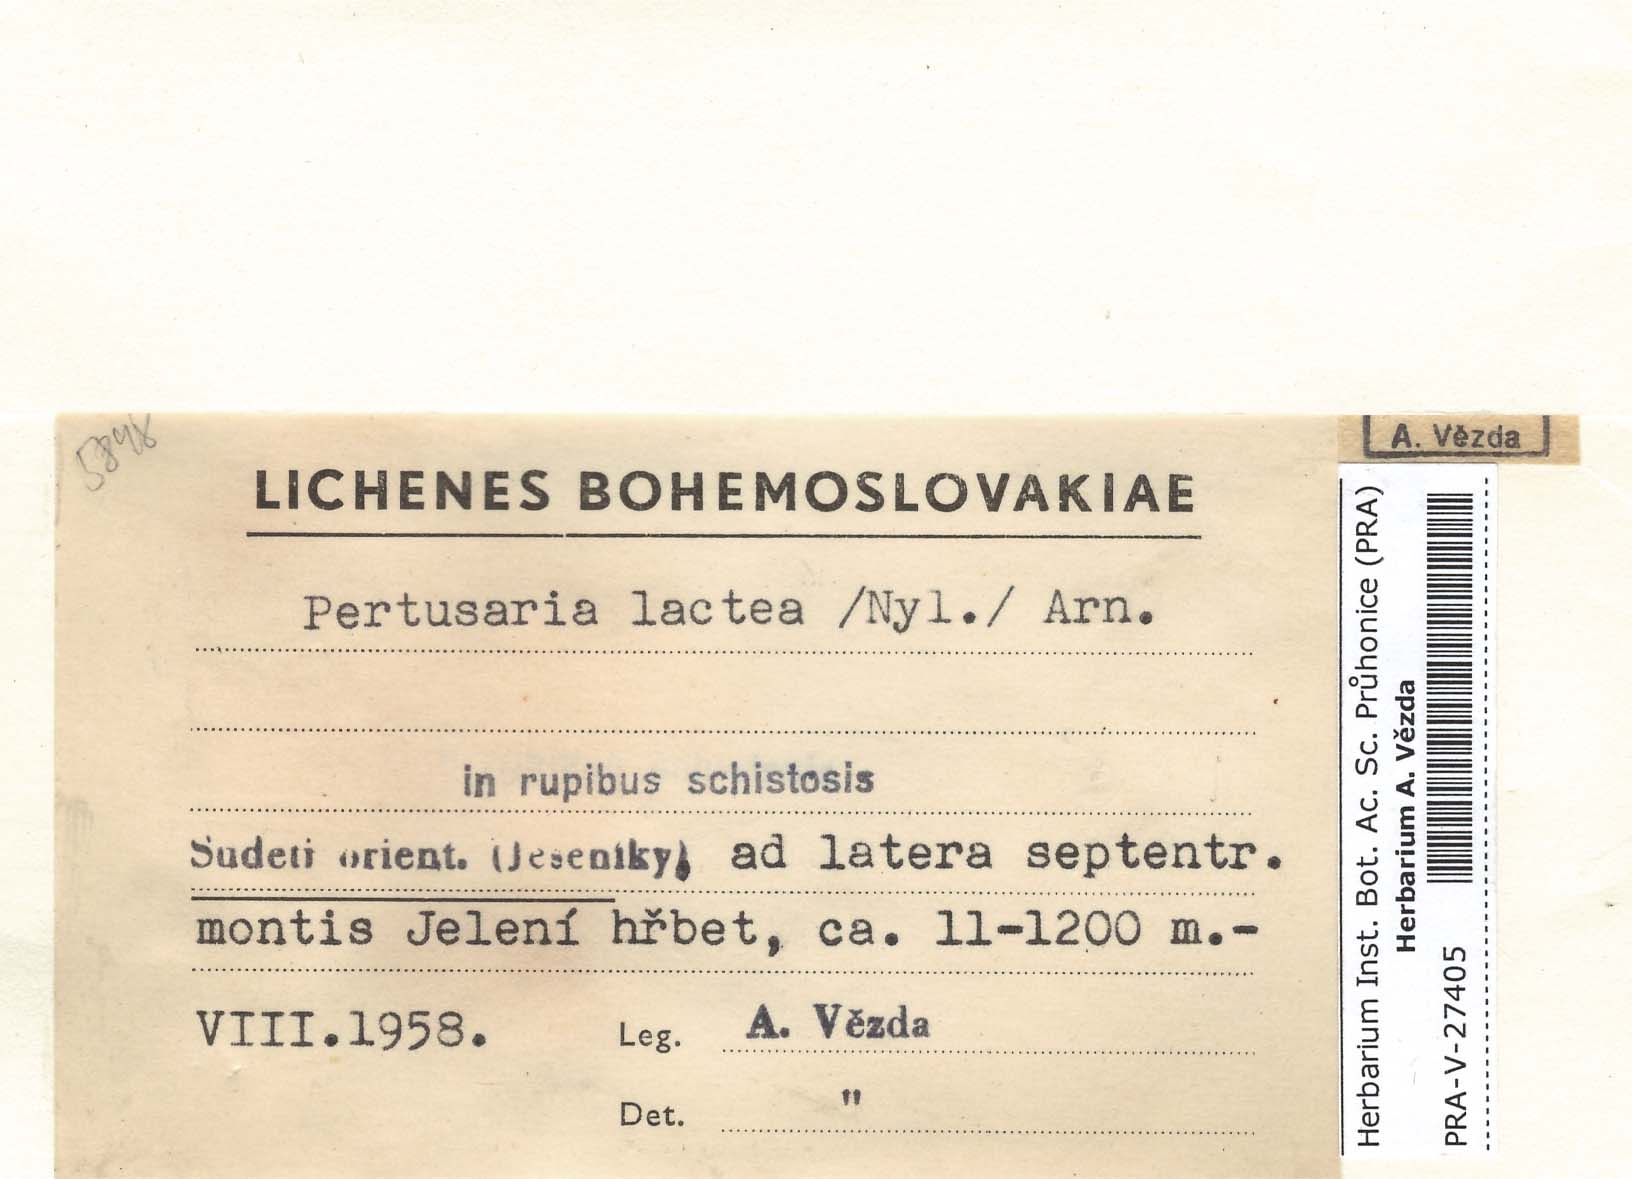 5898
LICHENES BOHEMOSLOVAKIAE
Pertusaria lactea /Nyl./ Arn.
in rupibus schistosis
Sudeti orient. (Jeseníky), ad latera septentr.
montis Jelení hřbet, ca. 11-1200 m.-
VIII.1958.
Leg. A. Vězda
Det. "
A. Vězda
Herbarium Inst. Bot. Ac. Sc. Průhonice (PRA)
Herbarium A. Vězda
PRA-V-27405